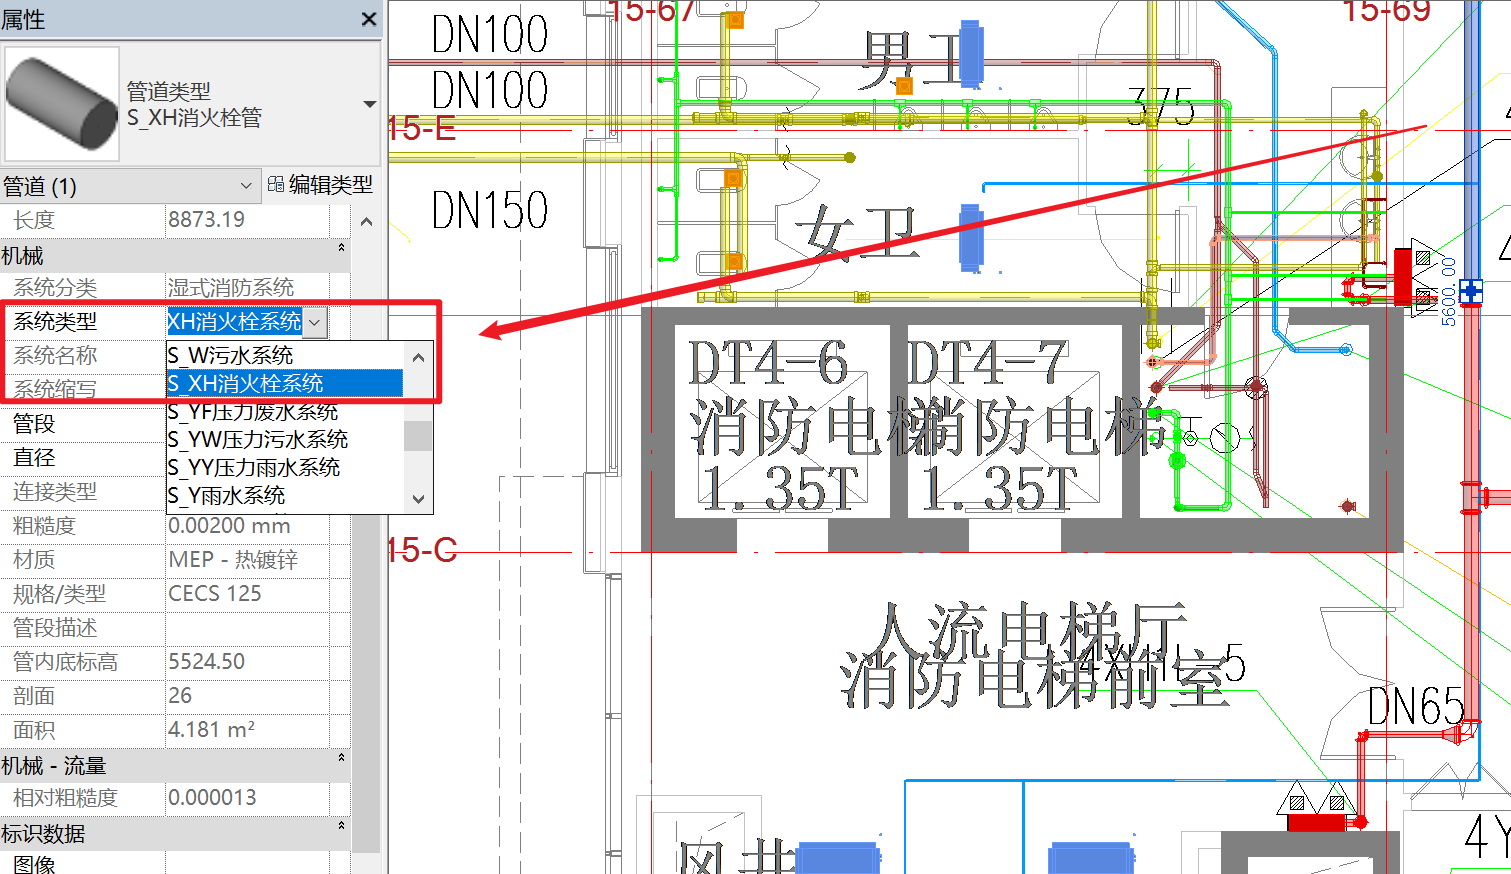 属性
管道类型
S_XH消火栓管
管道 (1)
编辑类型
长度 8873.19
机械
系统分类 湿式消防系统
系统类型 XH消火栓系统
系统名称
系统缩写
管段
直径
连接类型
S_W污水系统
S_XH消火栓系统
S_YF压力废水系统
S_YW压力污水系统
S_YY压力雨水系统
S_Y雨水系统
粗糙度 0.00200 mm
材质 MEP - 热镀锌
规格/类型 CECS 125
管段描述
管内底标高 5524.50
剖面 26
面积 4.181 m²
机械 - 流量
相对粗糙度 0.000013
标识数据
图像
15-67
15-69
DN100
DN100
15-E
DN150
男卫
女卫
375
5600.00
DT4-6
消防电梯
1.35T
DT4-7
消防电梯
1.35T
15-C
人流电梯厅
消防电梯前室
DN65
风井
4Y